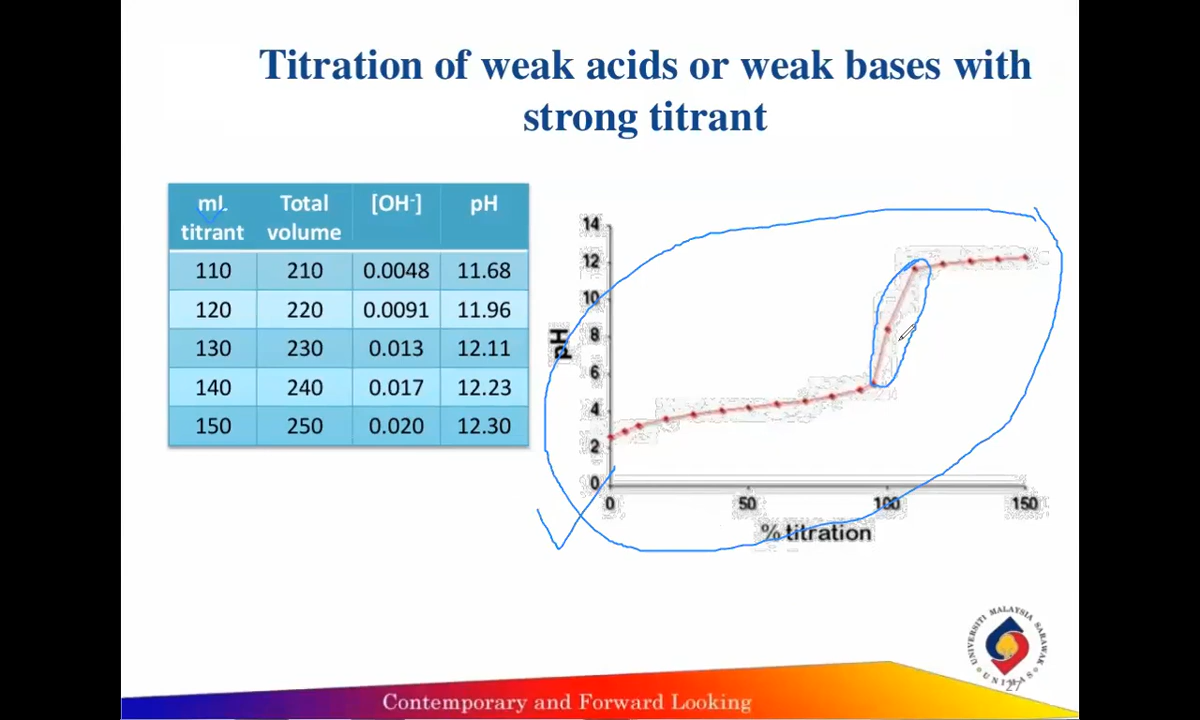 Titration of weak acids or weak bases with
strong titrant
mL titrant Total volume [OH-] pH
110 210 0.0048 11.68
120 220 0.0091 11.96
130 230 0.013 12.11
140 240 0.017 12.23
150 250 0.020 12.30
pH
14
12
10
8
6
4
2
0
0 50 100 150
% titration
UNIVERSITI MALAYSIA SARAWAK
UNIMAS
27
Contemporary and Forward Looking